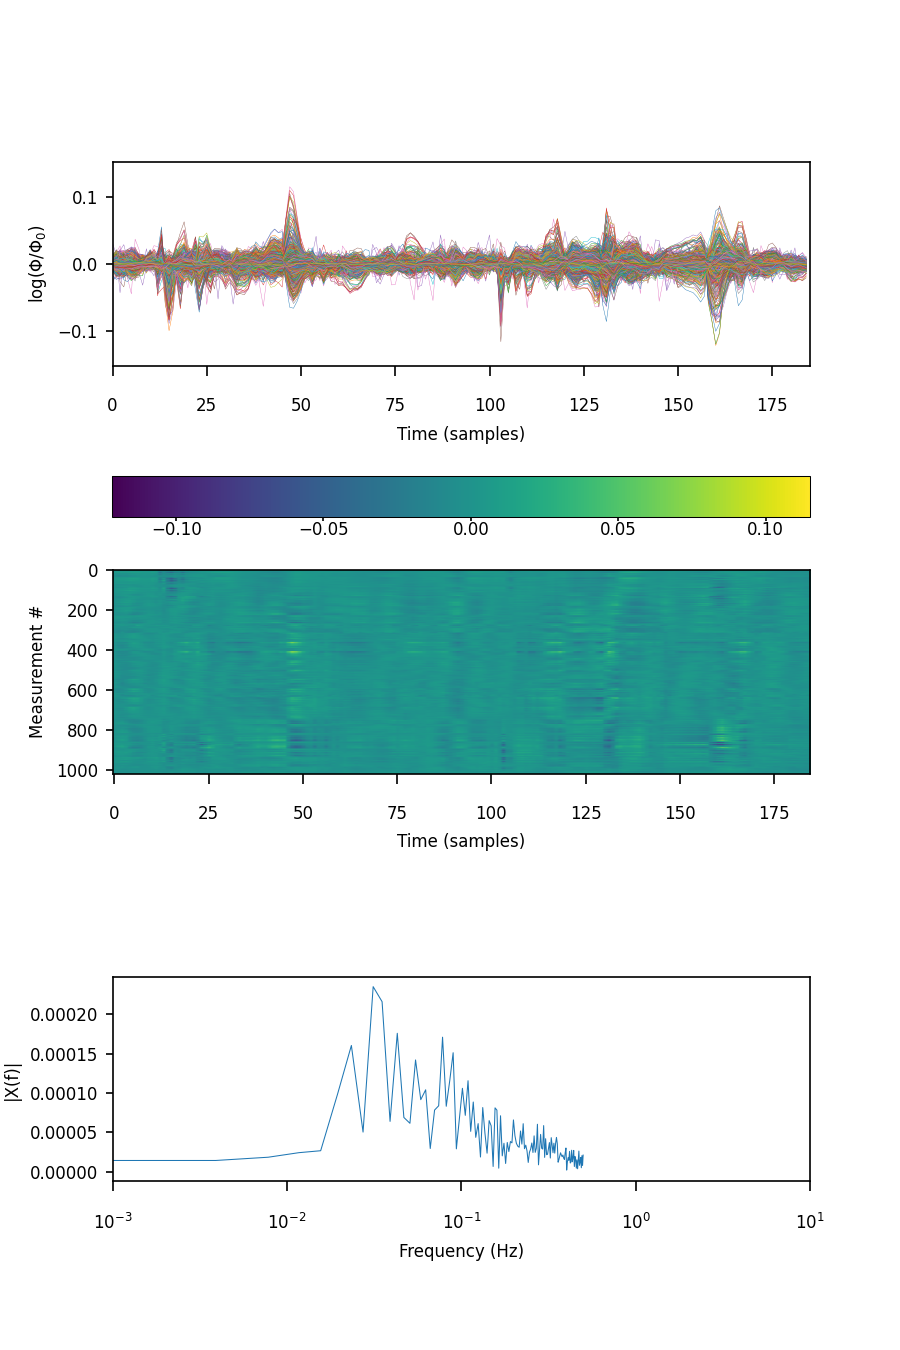 0.1
0.0
−0.1
log(Φ/Φ₀)
0 25 50 75 100 125 150 175
Time (samples)
−0.10 −0.05 0.00 0.05 0.10
0
200
400
600
800
1000
Measurement #
0 25 50 75 100 125 150 175
Time (samples)
0.00020
0.00015
0.00010
0.00005
0.00000
|X(f)|
10⁻³ 10⁻² 10⁻¹ 10⁰ 10¹
Frequency (Hz)